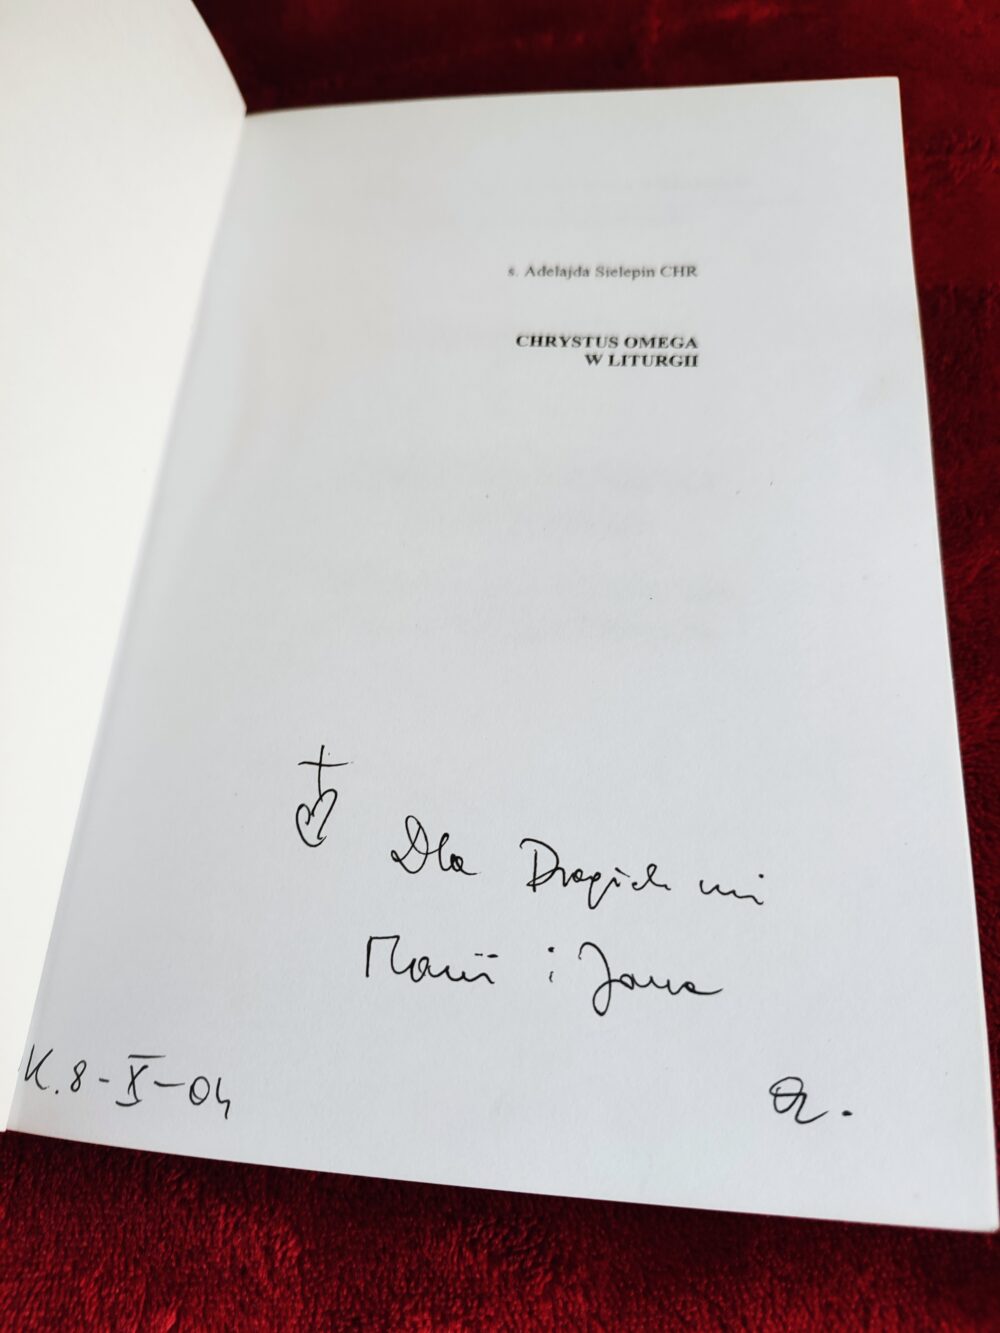 s. Adelajda Sielepin CHR
CHRYSTUS OMEGA
W LITURGII
Dla Drogich mi
Marii i Jana
K. 8-X-04